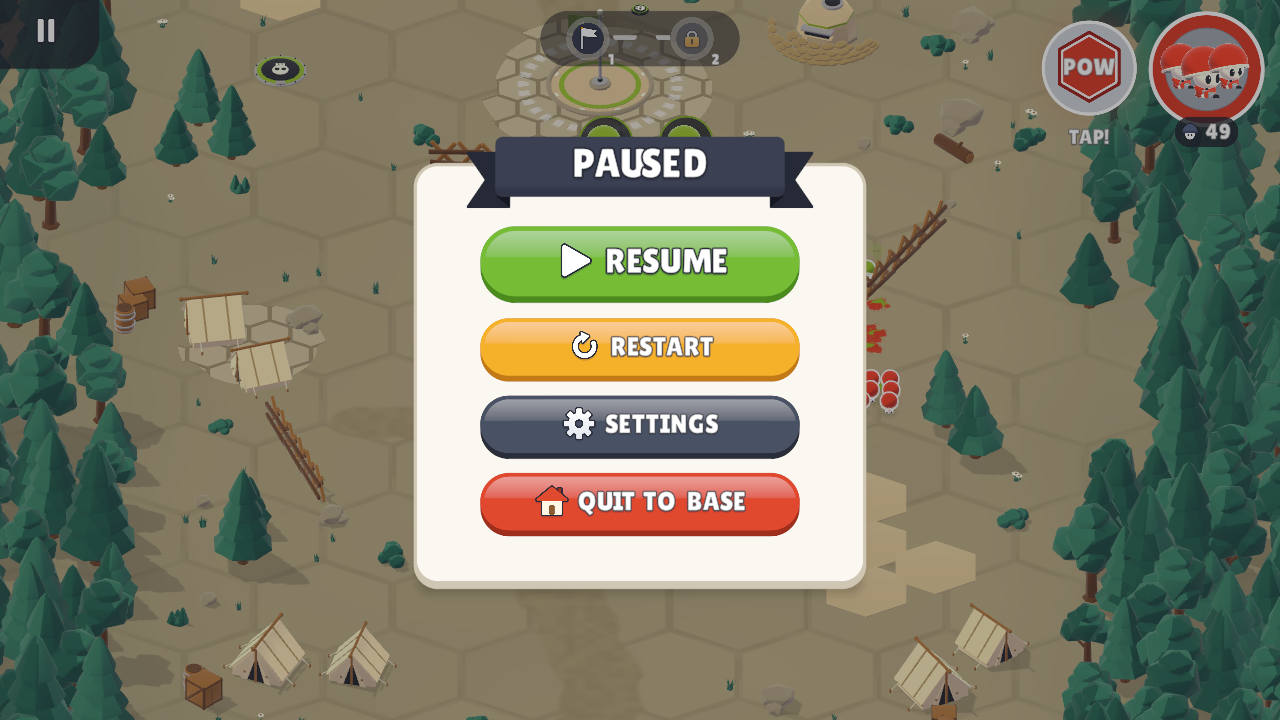 1
2
POW
TAP!
49
PAUSED
RESUME
RESTART
SETTINGS
QUIT TO BASE